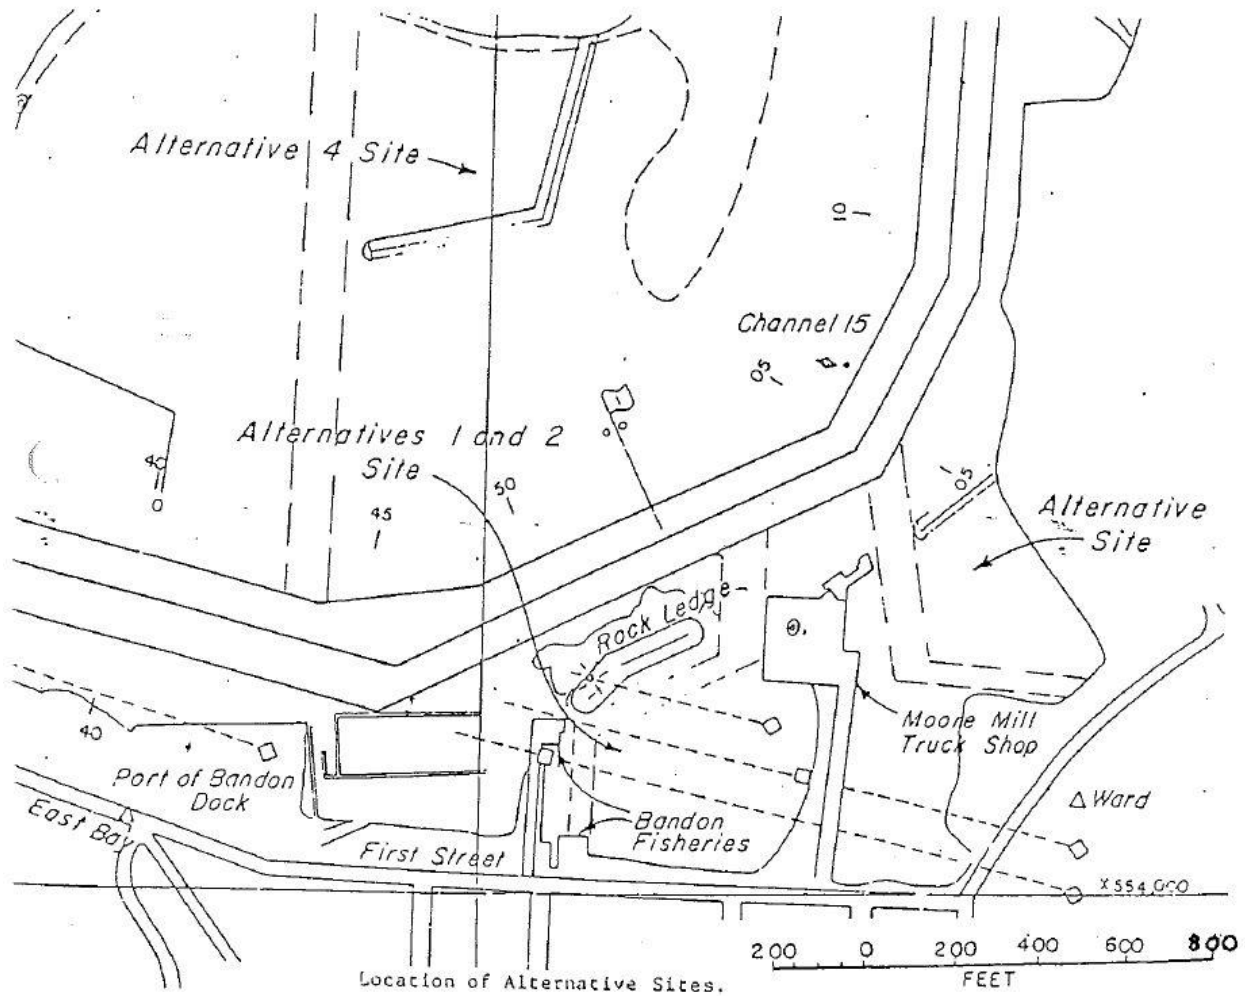 Alternative 4 Site
10
Channel 15
05
Alternatives 1 and 2
Site
40
0
45
50
05
Alternative
Site
Rock Ledge
Moore Mill
Truck Shop
40
Port of Bandon
Dock
East Bay
First Street
Bandon
Fisheries
Ward
X 554,000
200 0 200 400 600 800
FEET
Location of Alternative Sites.